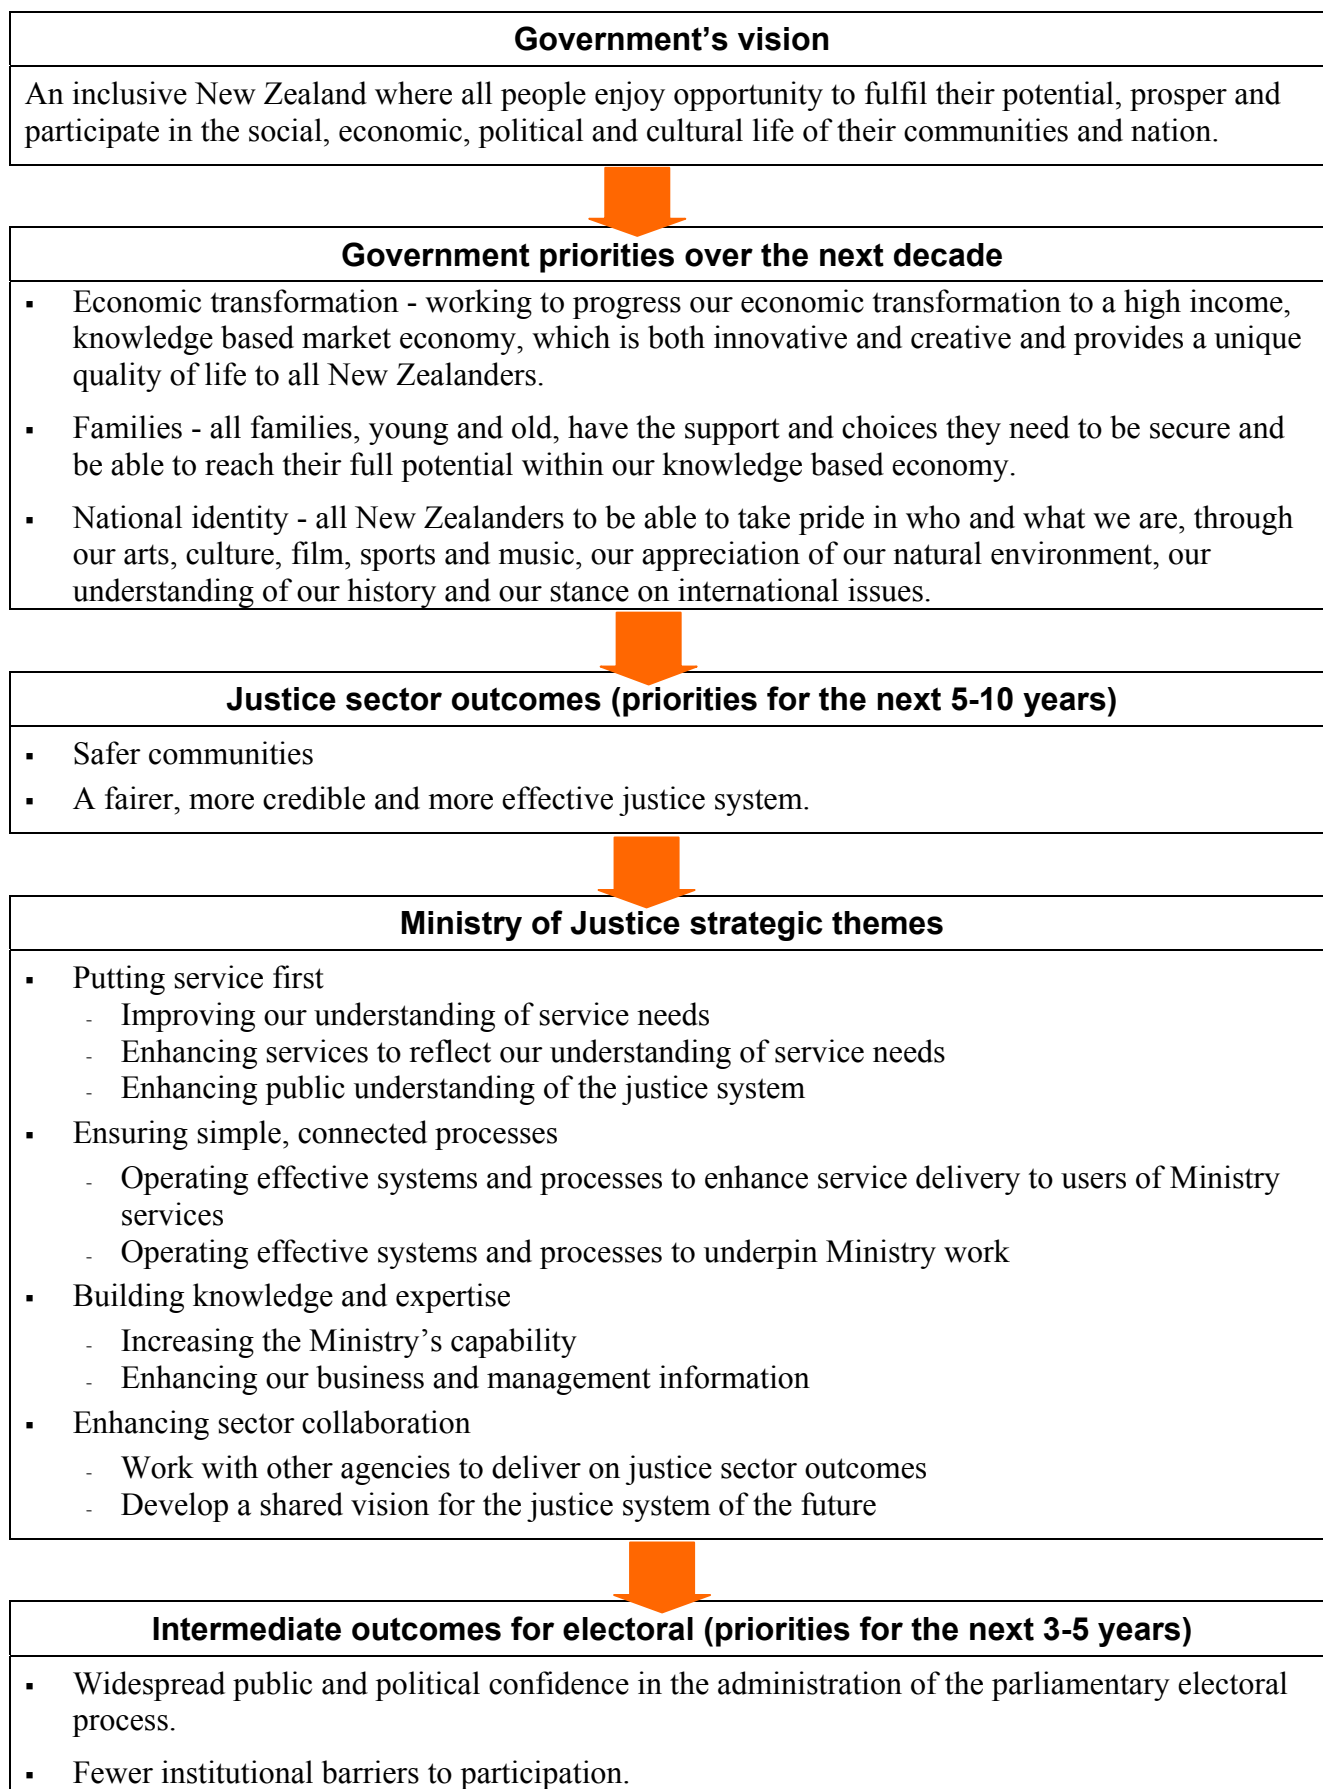 Government’s vision
An inclusive New Zealand where all people enjoy opportunity to fulfil their potential, prosper and
participate in the social, economic, political and cultural life of their communities and nation.
Government priorities over the next decade
▪ Economic transformation - working to progress our economic transformation to a high income,
knowledge based market economy, which is both innovative and creative and provides a unique
quality of life to all New Zealanders.
▪ Families - all families, young and old, have the support and choices they need to be secure and
be able to reach their full potential within our knowledge based economy.
▪ National identity - all New Zealanders to be able to take pride in who and what we are, through
our arts, culture, film, sports and music, our appreciation of our natural environment, our
understanding of our history and our stance on international issues.
Justice sector outcomes (priorities for the next 5-10 years)
▪ Safer communities
▪ A fairer, more credible and more effective justice system.
Ministry of Justice strategic themes
▪ Putting service first
- Improving our understanding of service needs
- Enhancing services to reflect our understanding of service needs
- Enhancing public understanding of the justice system
▪ Ensuring simple, connected processes
- Operating effective systems and processes to enhance service delivery to users of Ministry
services
- Operating effective systems and processes to underpin Ministry work
▪ Building knowledge and expertise
- Increasing the Ministry’s capability
- Enhancing our business and management information
▪ Enhancing sector collaboration
- Work with other agencies to deliver on justice sector outcomes
- Develop a shared vision for the justice system of the future
Intermediate outcomes for electoral (priorities for the next 3-5 years)
▪ Widespread public and political confidence in the administration of the parliamentary electoral
process.
▪ Fewer institutional barriers to participation.